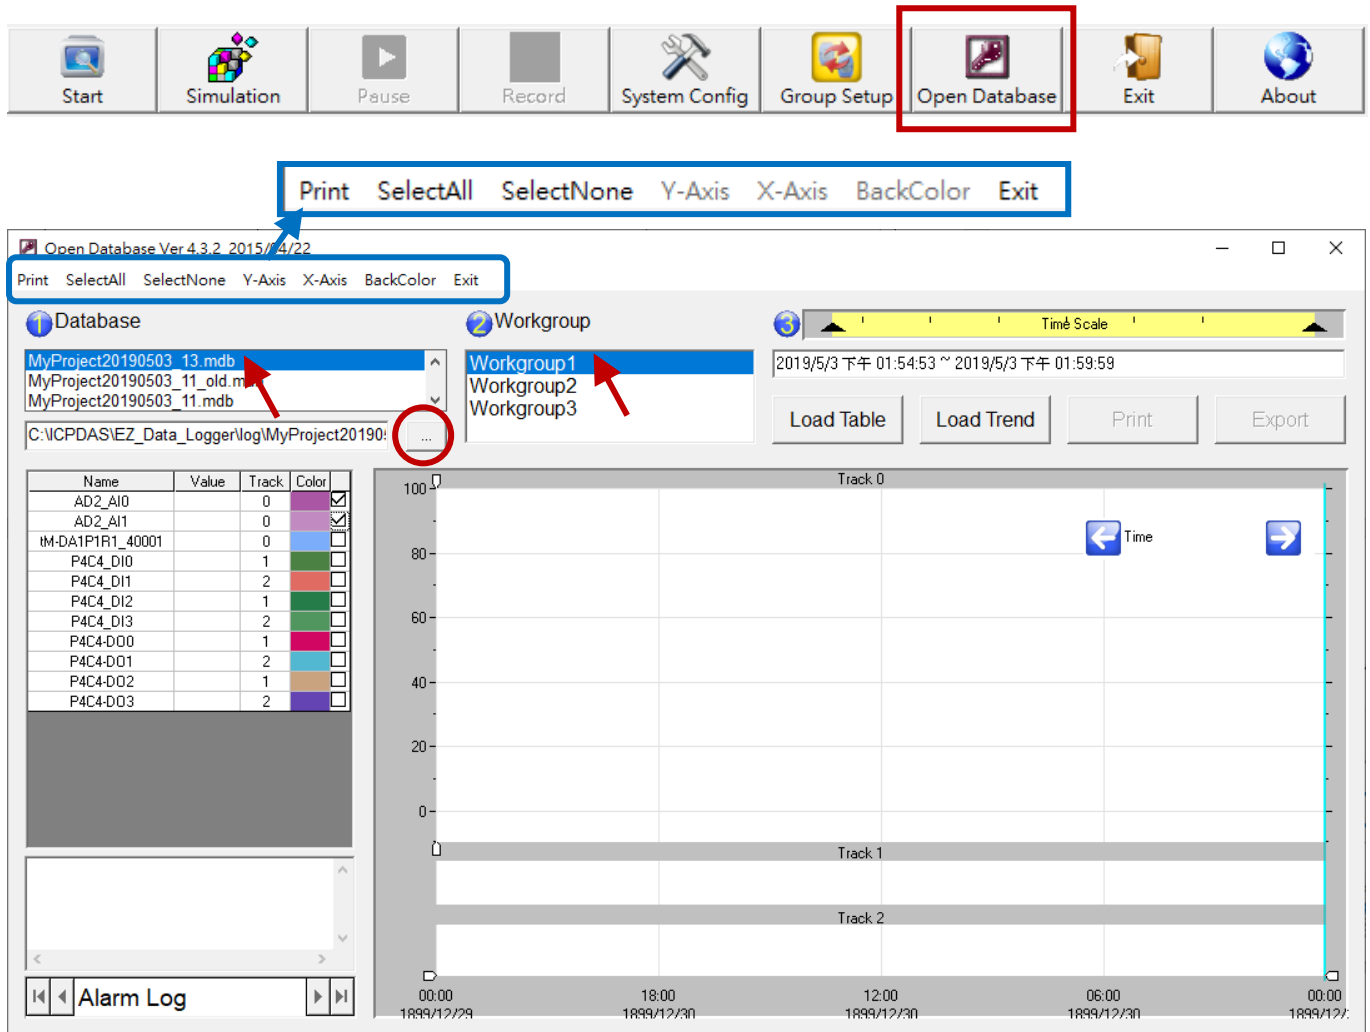 Start Simulation Pause Record System Config Group Setup Open Database Exit About
Print SelectAll SelectNone Y-Axis X-Axis BackColor Exit
Open Database Ver 4.3.2 2015/04/22
Print SelectAll SelectNone Y-Axis X-Axis BackColor Exit
1 Database
MyProject20190503_13.mdb
MyProject20190503_11_old.mdb
MyProject20190503_11.mdb
C:\ICPDAS\EZ_Data_Logger\log\MyProject20190! ...
2 Workgroup
Workgroup1
Workgroup2
Workgroup3
3 Time Scale
2019/5/3 下午 01:54:53 ~ 2019/5/3 下午 01:59:59
Load Table Load Trend Print Export
Name Value Track Color
AD2_AI0 0
AD2_AI1 0
tM-DA1P1R1_40001 0
P4C4_DI0 1
P4C4_DI1 2
P4C4_DI2 1
P4C4_DI3 2
P4C4-DO0 1
P4C4-DO1 2
P4C4-DO2 1
P4C4-DO3 2
Alarm Log
Track 0
100
80
60
40
20
0
Time
Track 1
Track 2
00:00 18:00 12:00 06:00 00:00
1899/12/29 1899/12/30 1899/12/30 1899/12/30 1899/12/